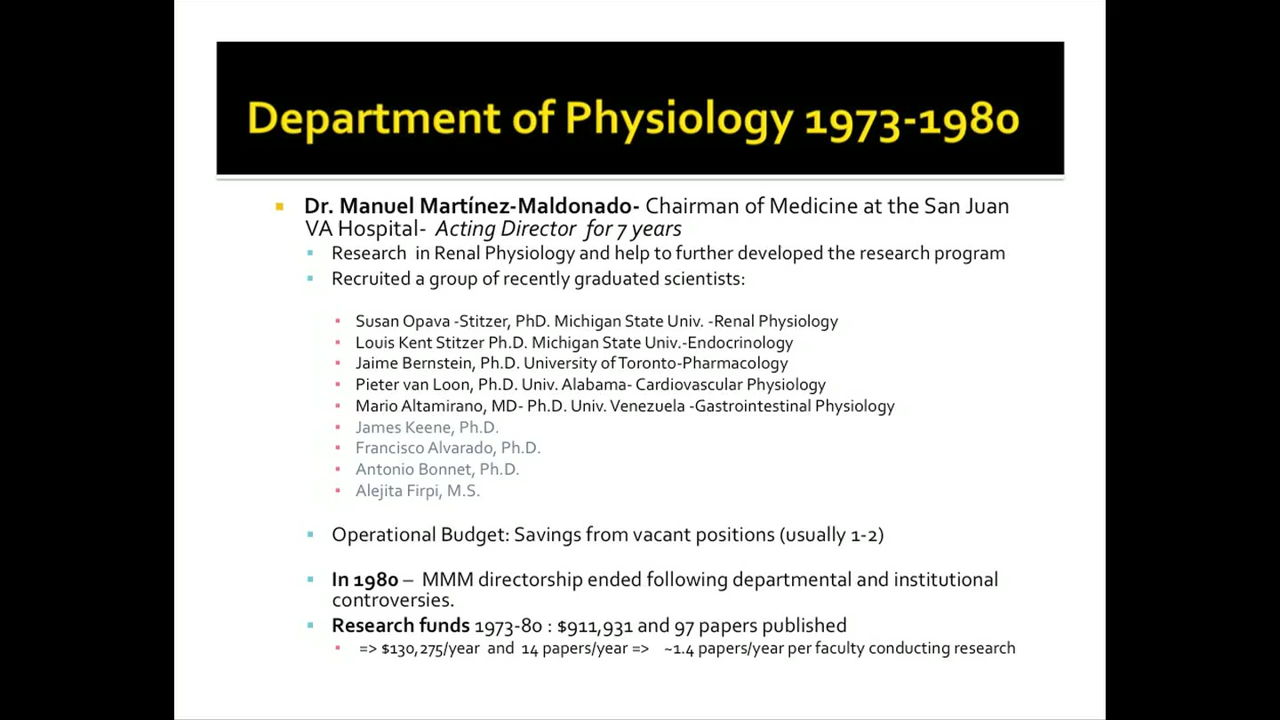 Department of Physiology 1973-1980
Dr. Manuel Martínez-Maldonado- Chairman of Medicine at the San Juan
VA Hospital- Acting Director for 7 years
Research in Renal Physiology and help to further developed the research program
Recruited a group of recently graduated scientists:
Susan Opava -Stitzer, PhD. Michigan State Univ. -Renal Physiology
Louis Kent Stitzer Ph.D. Michigan State Univ.-Endocrinology
Jaime Bernstein, Ph.D. University of Toronto-Pharmacology
Pieter van Loon, Ph.D. Univ. Alabama- Cardiovascular Physiology
Mario Altamirano, MD- Ph.D. Univ. Venezuela -Gastrointestinal Physiology
James Keene, Ph.D.
Francisco Alvarado, Ph.D.
Antonio Bonnet, Ph.D.
Alejita Firpi, M.S.
Operational Budget: Savings from vacant positions (usually 1-2)
In 1980 – MMM directorship ended following departmental and institutional
controversies.
Research funds 1973-80 : $911,931 and 97 papers published
=> $130,275/year and 14 papers/year => ~1.4 papers/year per faculty conducting research